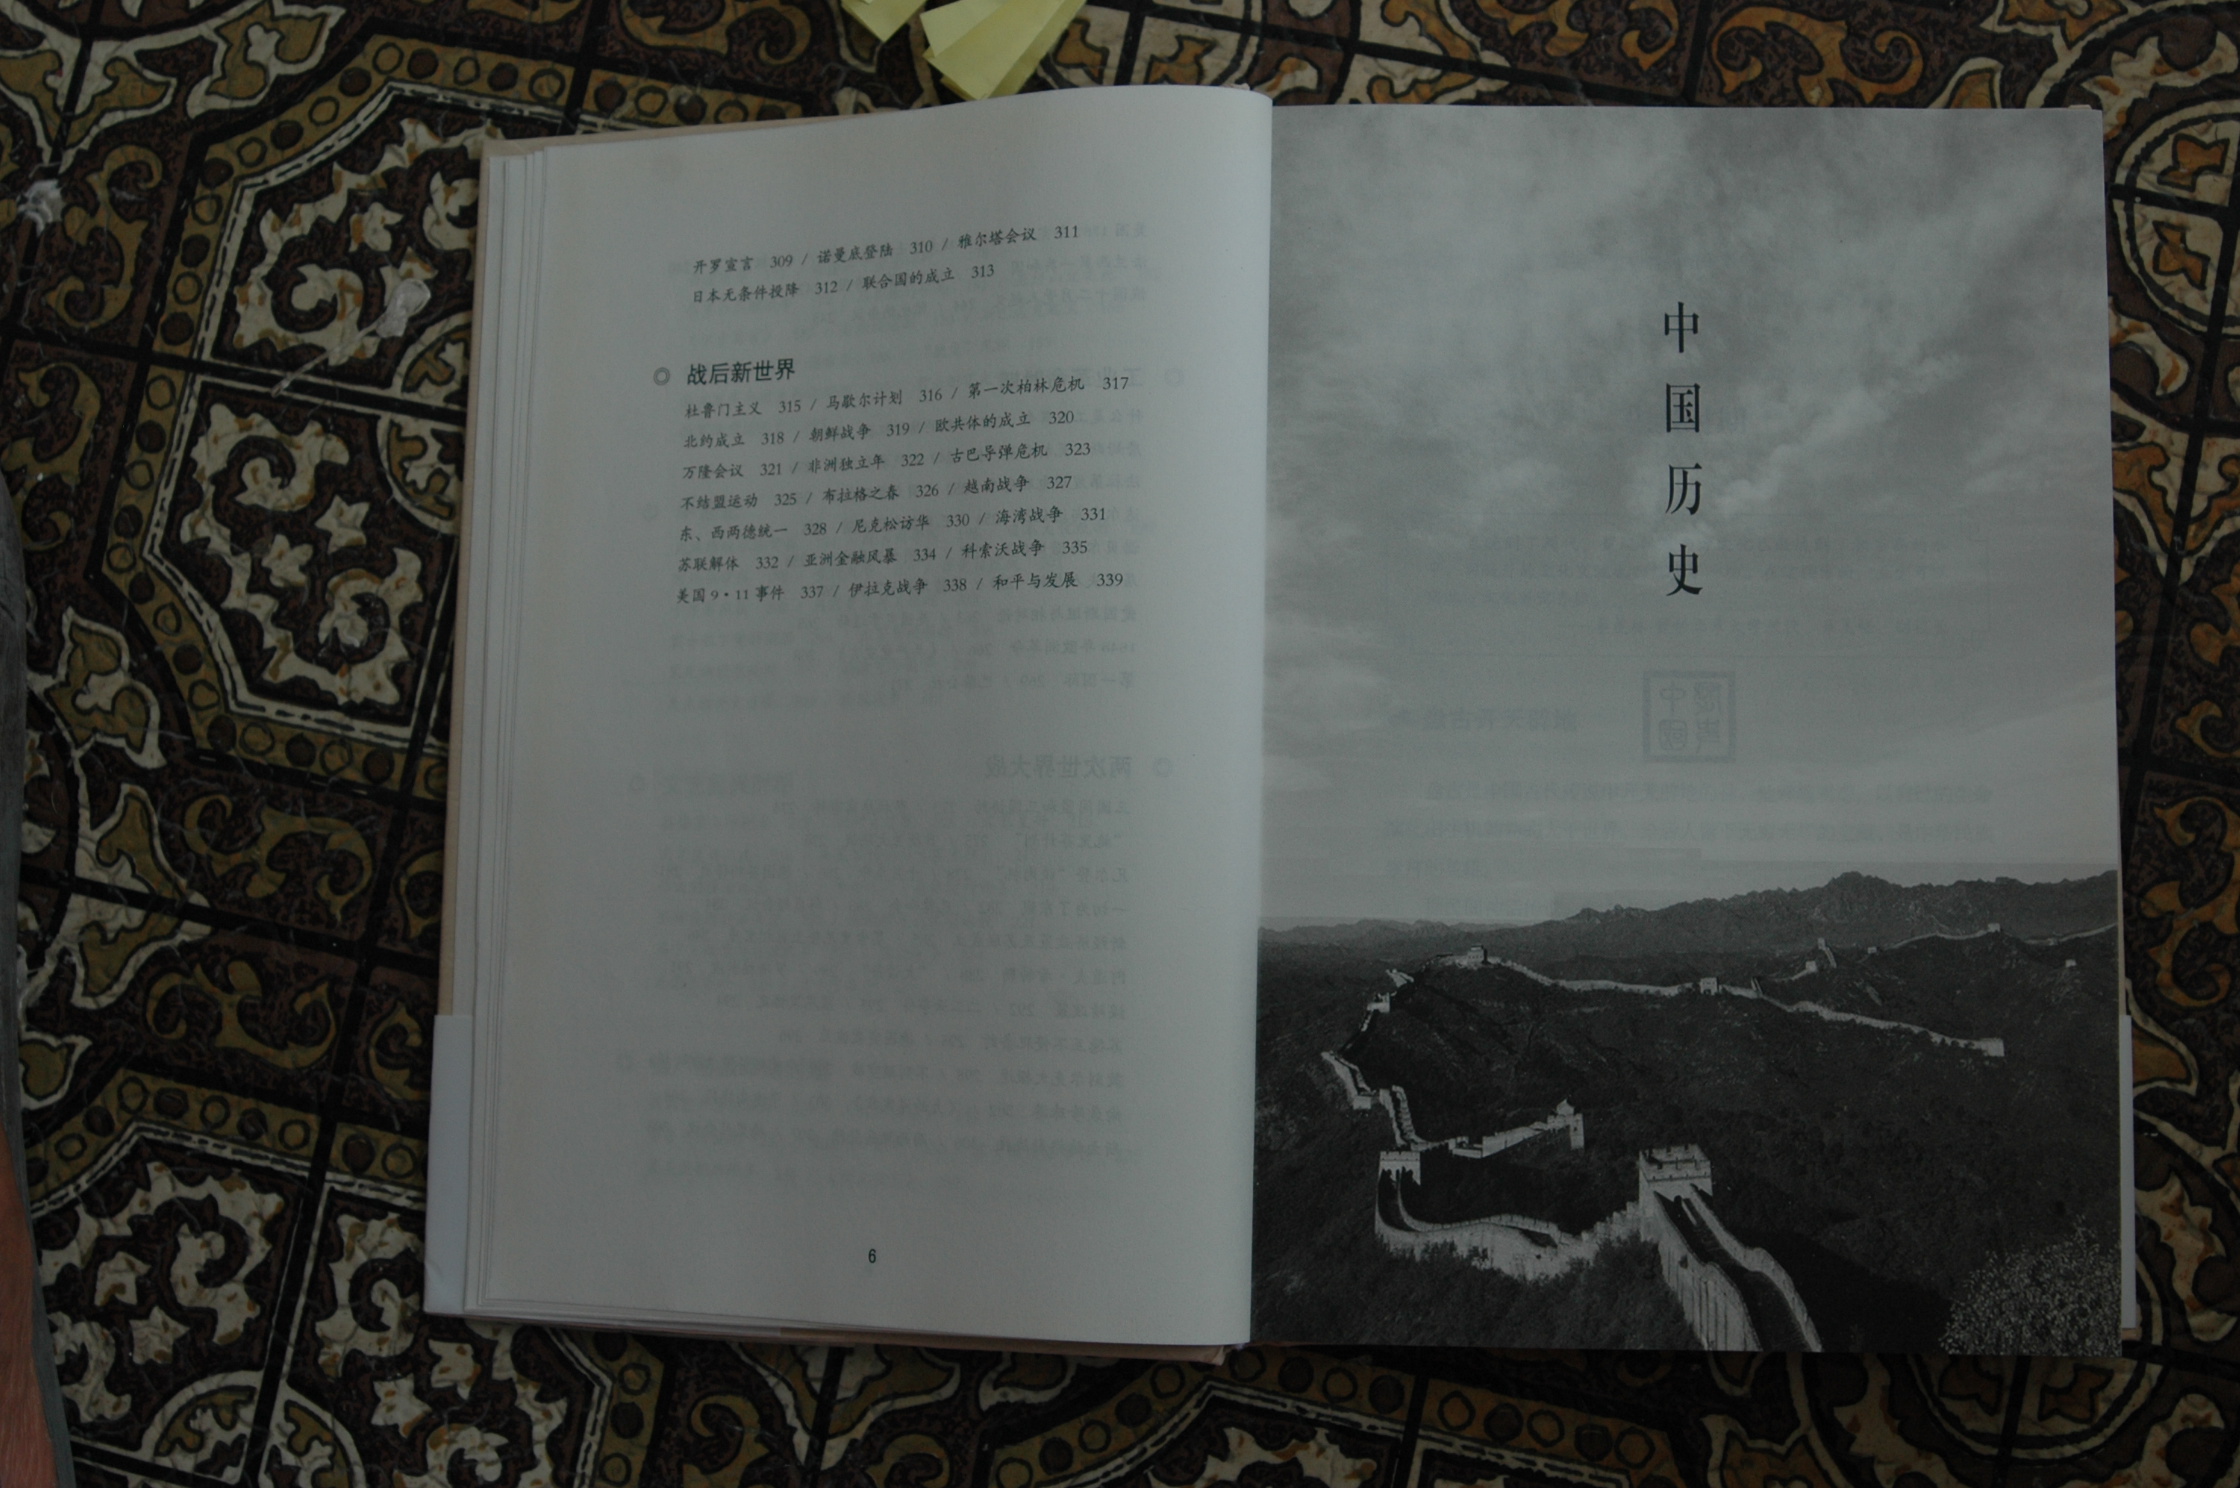 开罗宣言 309 / 诺曼底登陆 310 / 雅尔塔会议 311
日本无条件投降 312 / 联合国的成立 313
◎ 战后新世界
杜鲁门主义 315 / 马歇尔计划 316 / 第一次柏林危机 317
北约成立 318 / 朝鲜战争 319 / 欧共体的成立 320
万隆会议 321 / 非洲独立年 322 / 古巴导弹危机 323
不结盟运动 325 / 布拉格之春 326 / 越南战争 327
东、西两德统一 328 / 尼克松访华 330 / 海湾战争 331
苏联解体 332 / 亚洲金融风暴 334 / 科索沃战争 335
美国9·11事件 337 / 伊拉克战争 338 / 和平与发展 339
6
中
国
历
史